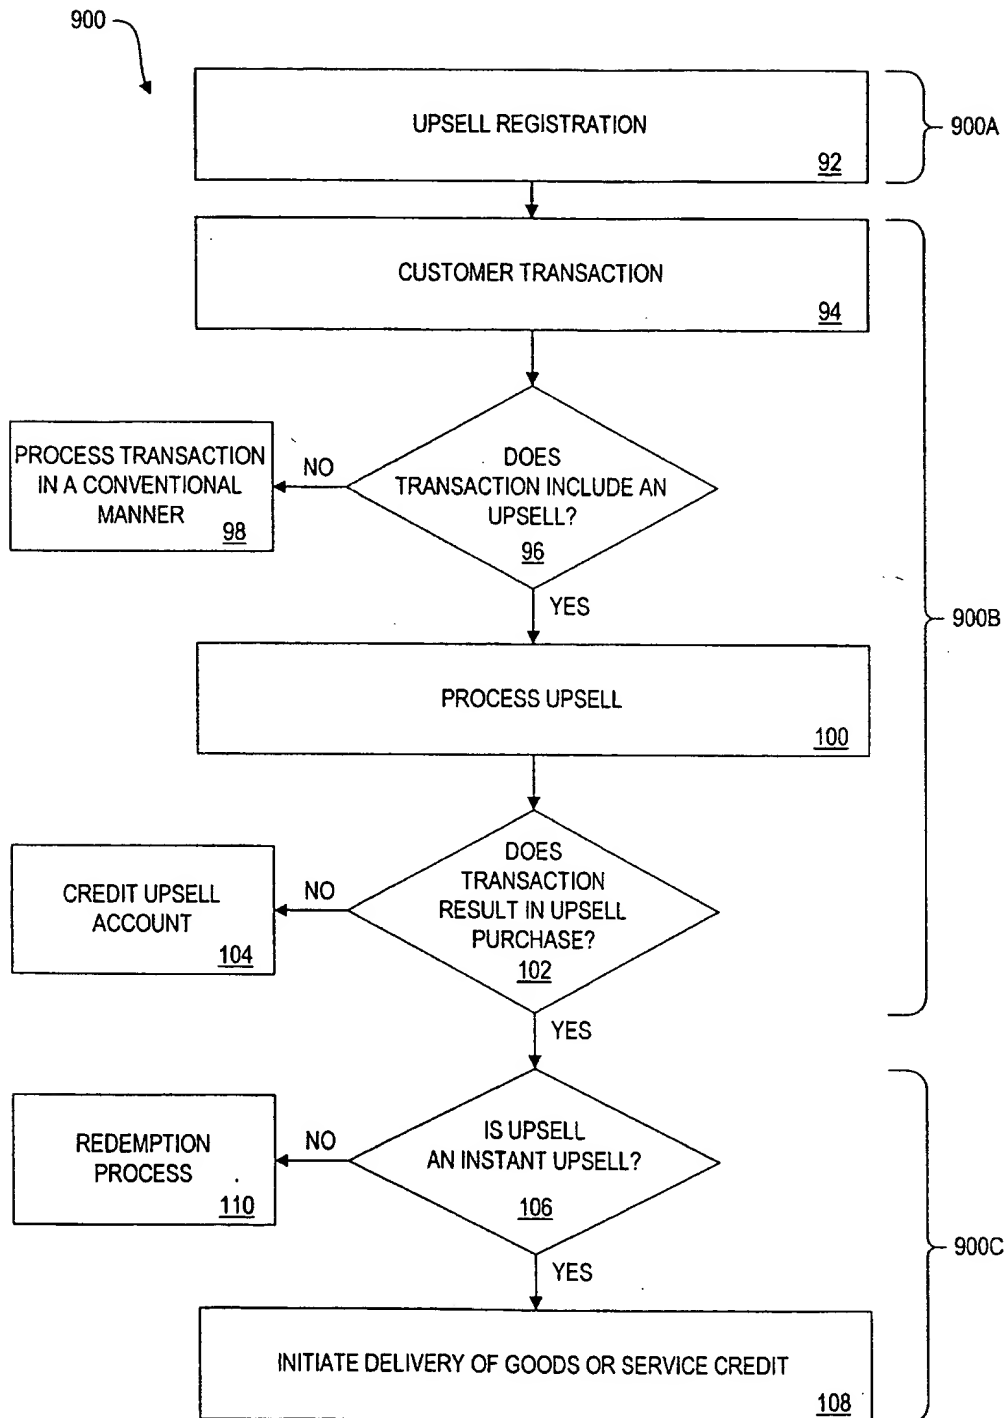 900
UPSELL REGISTRATION
92
900A
CUSTOMER TRANSACTION
94
DOES
TRANSACTION INCLUDE AN
UPSELL?
96
NO
PROCESS TRANSACTION
IN A CONVENTIONAL
MANNER
98
YES
900B
PROCESS UPSELL
100
DOES
TRANSACTION
RESULT IN UPSELL
PURCHASE?
102
NO
CREDIT UPSELL
ACCOUNT
104
YES
IS UPSELL
AN INSTANT UPSELL?
106
NO
REDEMPTION
PROCESS
110
YES
900C
INITIATE DELIVERY OF GOODS OR SERVICE CREDIT
108